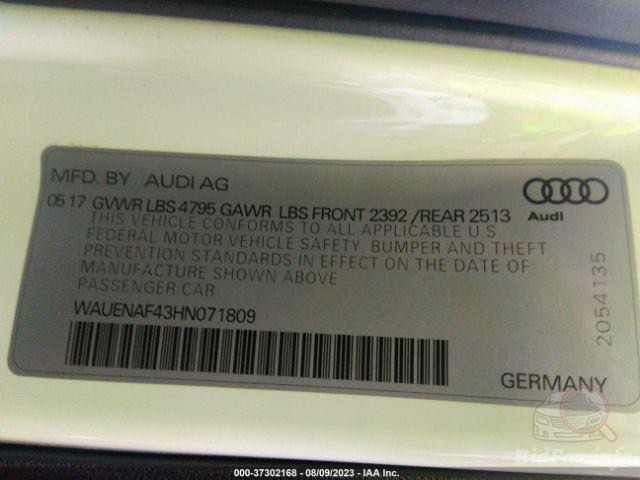 MFD. BY AUDI AG
05 17 GVWR LBS 4795 GAWR LBS FRONT 2392 /REAR 2513
THIS VEHICLE CONFORMS TO ALL APPLICABLE U.S.
FEDERAL MOTOR VEHICLE SAFETY, BUMPER AND THEFT
PREVENTION STANDARDS IN EFFECT ON THE DATE OF
MANUFACTURE SHOWN ABOVE
PASSENGER CAR
WAUENAF43HN071809
Audi
2054135
GERMANY
BidFax.info
000-37302168 - 08/09/2023 - IAA Inc.